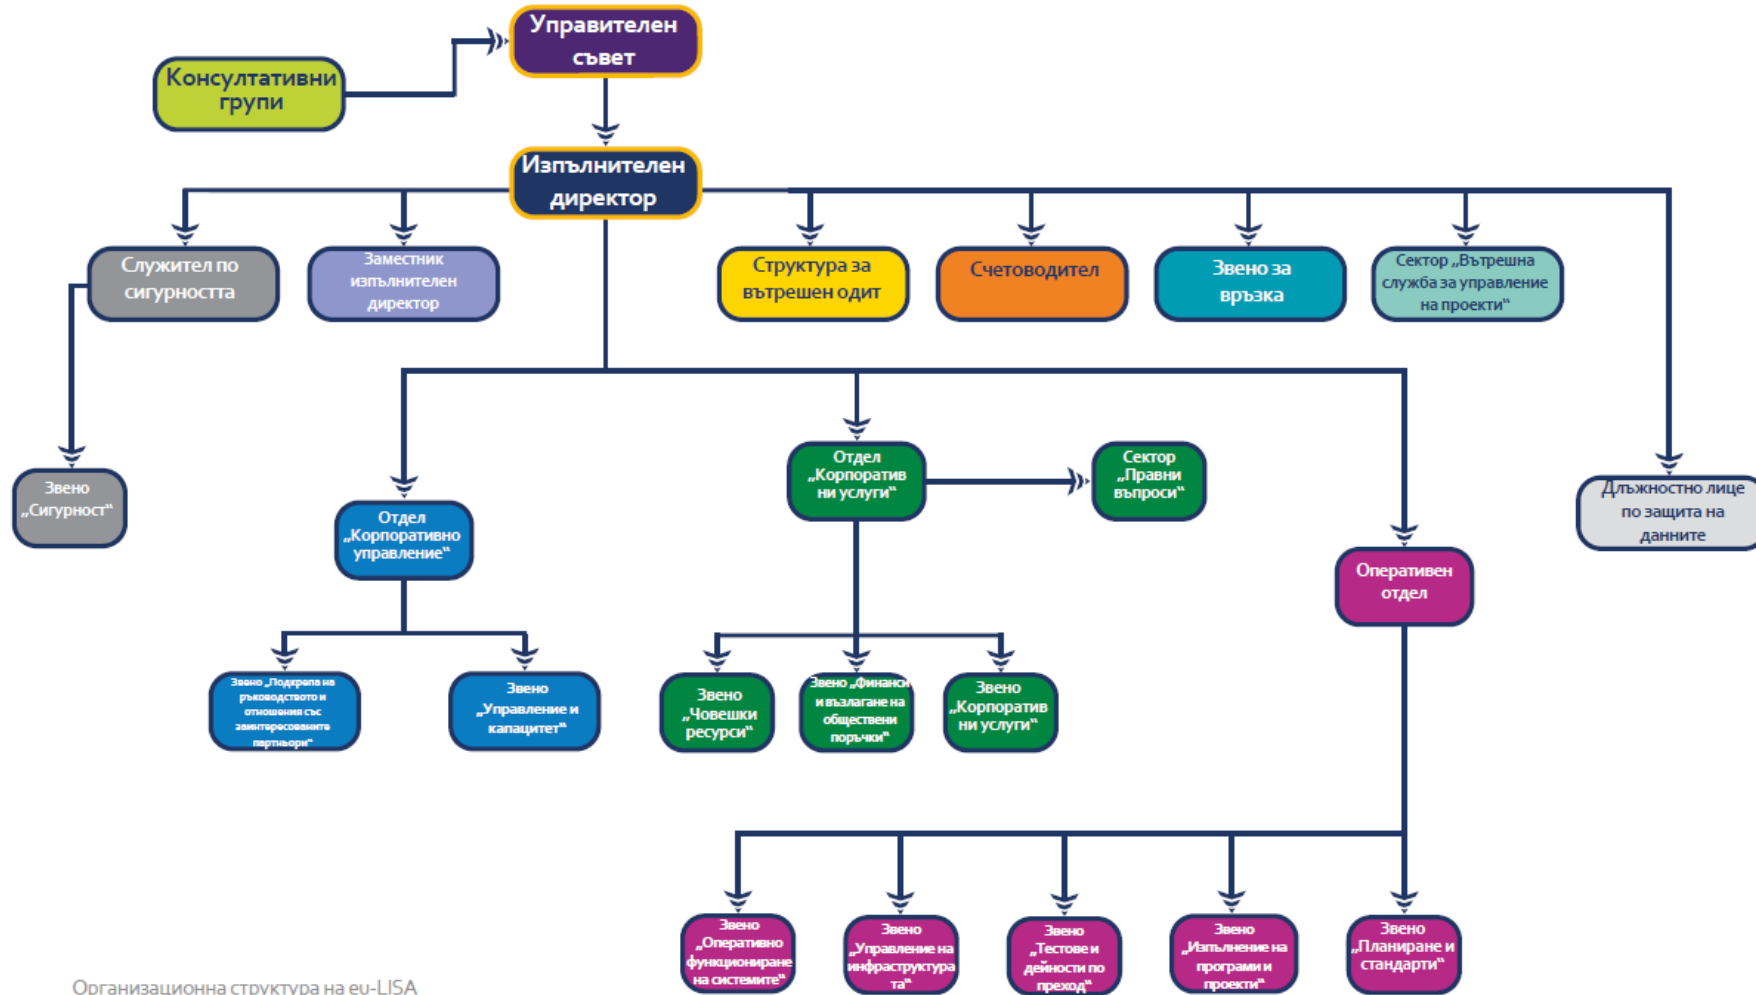 Управителен
съвет
Консултативни
групи
Изпълнителен
директор
Служител по
сигурността
Заместник
изпълнителен
директор
Структура за
вътрешен одит
Счетоводител
Звено за
връзка
Сектор „Вътрешна
служба за управление
на проекти“
Звено
„Сигурност“
Отдел
„Корпоративно
управление“
Отдел
„Корпоратив
ни услуги“
Сектор
„Правни
въпроси“
Длъжностно лице
по защита на
данните
Оперативен
отдел
Звено „Подкрепа на
ръководството и
отношения със
заинтересованите
партньори“
Звено
„Управление и
капацитет“
Звено
„Човешки
ресурси“
Звено „Финанси
и възлагане на
обществени
поръчки“
Звено
„Корпоратив
ни услуги“
Звено
„Оперативно
функциониране
на системите“
Звено
„Управление на
инфраструктура
та“
Звено
„Тестове и
дейности по
преход“
Звено
„Изпълнение на
програми и
проекти“
Звено
„Планиране и
стандарти“
Организационна структура на eu-LISA